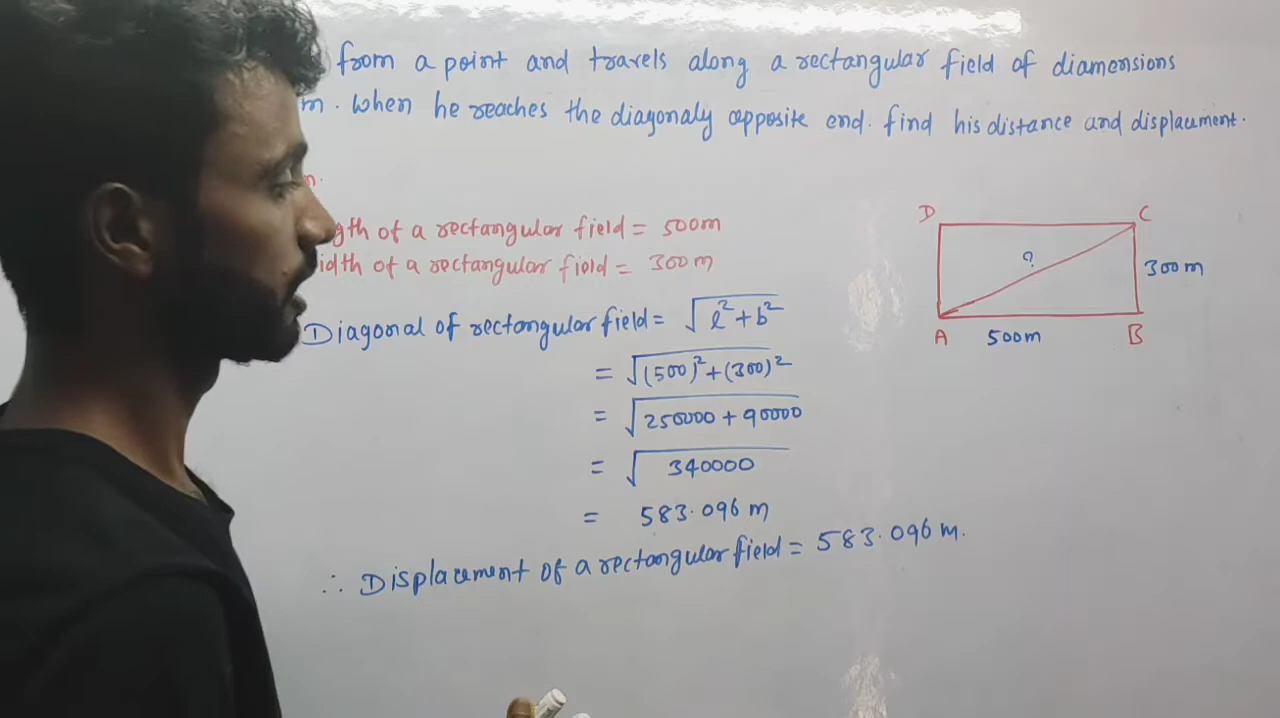 from a point and travels along a rectangular field of diamensions
m. when he reaches the diagonaly opposite end. find his distance and displacement.
n.
gth of a rectangular field = 500m
idth of a rectangular field = 300m
D C
?
300m
A 500m B
Diagonal of rectangular field = √l²+b²
= √(500)²+(300)²
= √250000+90000
= √340000
= 583.096 m
∴ Displacement of a rectangular field = 583.096 m.